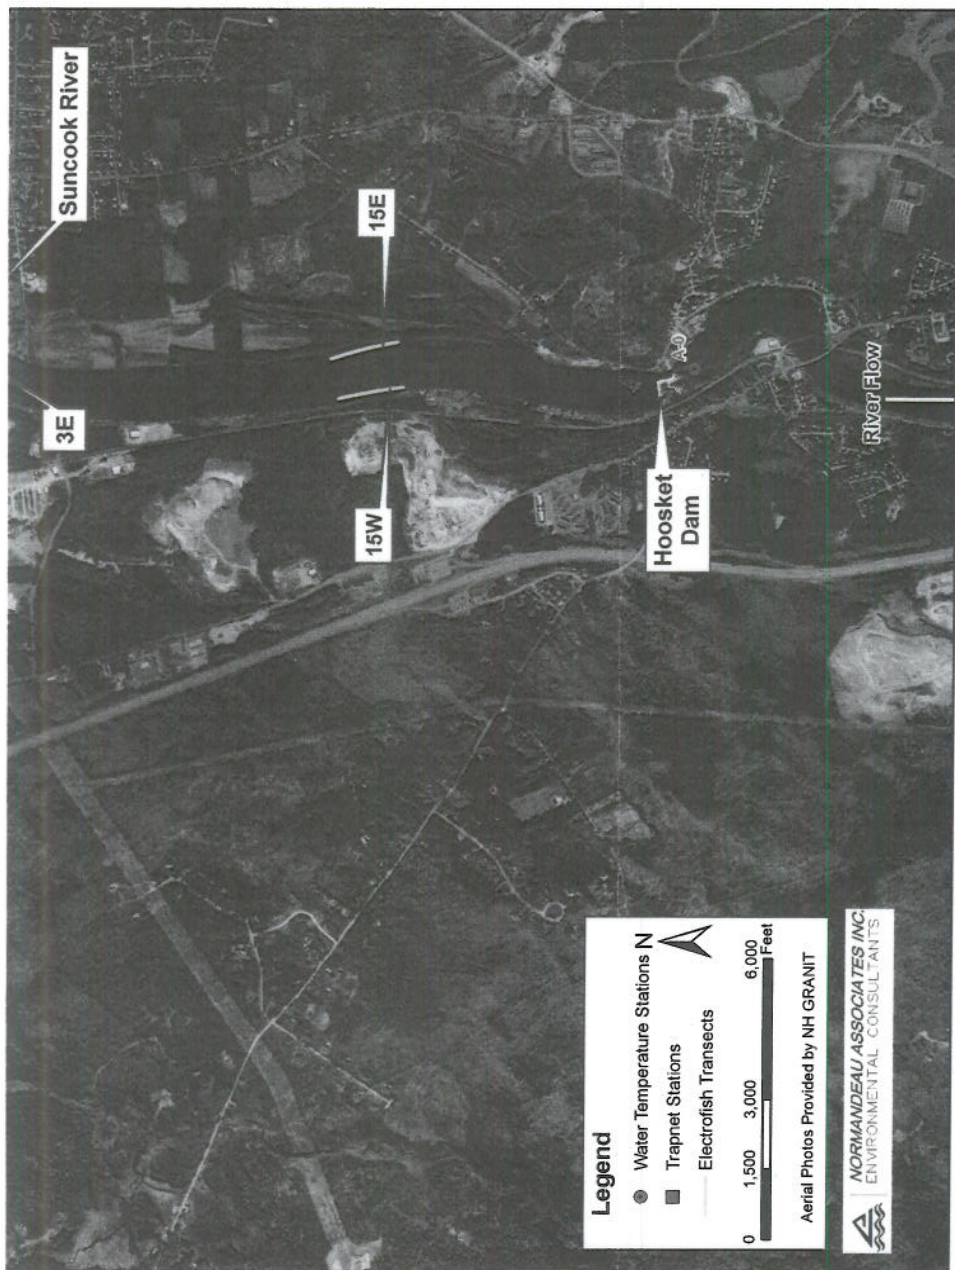 Suncook River
3E
15E
15W
A-0
Hoosket
Dam
River Flow
Legend
Water Temperature Stations
N
Trapnet Stations
Electrofish Transects
0 1,500 3,000 6,000
Feet
Aerial Photos Provided by NH GRANIT
NORMANDEAU ASSOCIATES INC.
ENVIRONMENTAL CONSULTANTS